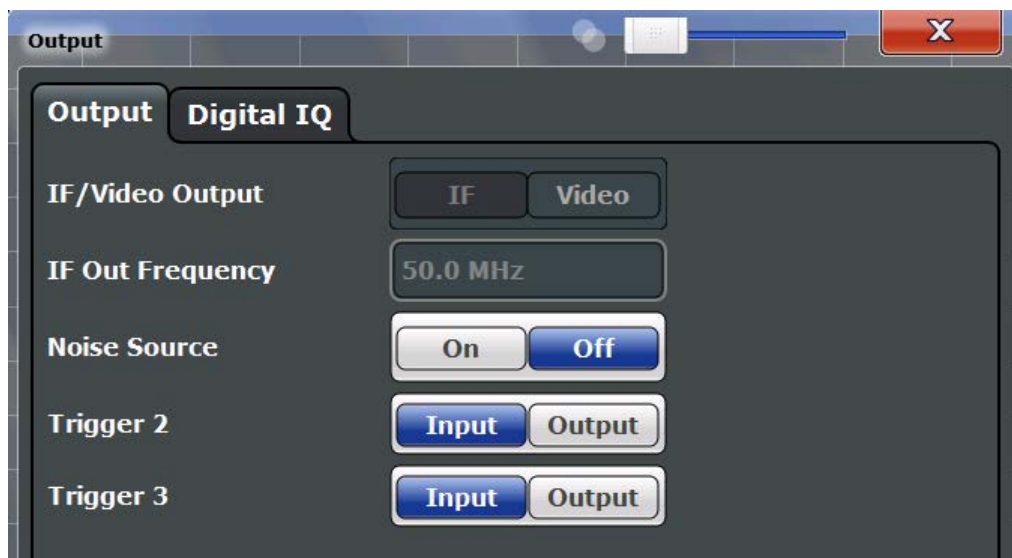 Output
X
Output Digital IQ
IF/Video Output IF Video
IF Out Frequency 50.0 MHz
Noise Source On Off
Trigger 2 Input Output
Trigger 3 Input Output